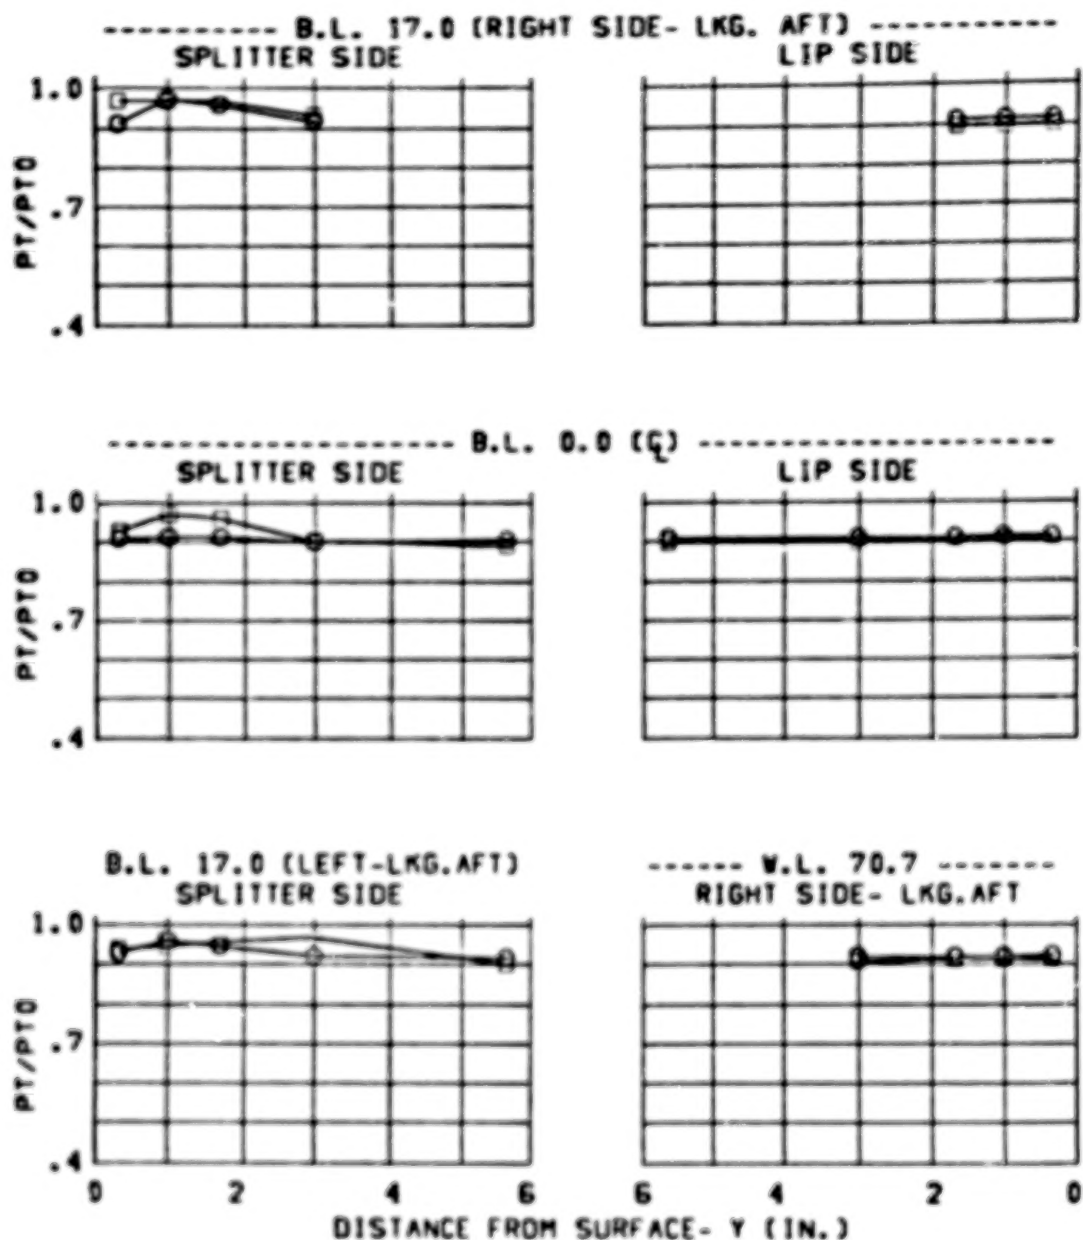 ---------- B.L. 17.0 (RIGHT SIDE- LKG. AFT) -----------
SPLITTER SIDE
LIP SIDE
1.0
.7
.4
PT/PTO
-------------------- B.L. 0.0 (℄) ---------------------
SPLITTER SIDE
LIP SIDE
1.0
.7
.4
PT/PTO
B.L. 17.0 (LEFT-LKG.AFT)
SPLITTER SIDE
------ W.L. 70.7 -------
RIGHT SIDE- LKG.AFT
1.0
.7
.4
PT/PTO
0 2 4 6
6 4 2 0
DISTANCE FROM SURFACE- Y (IN.)